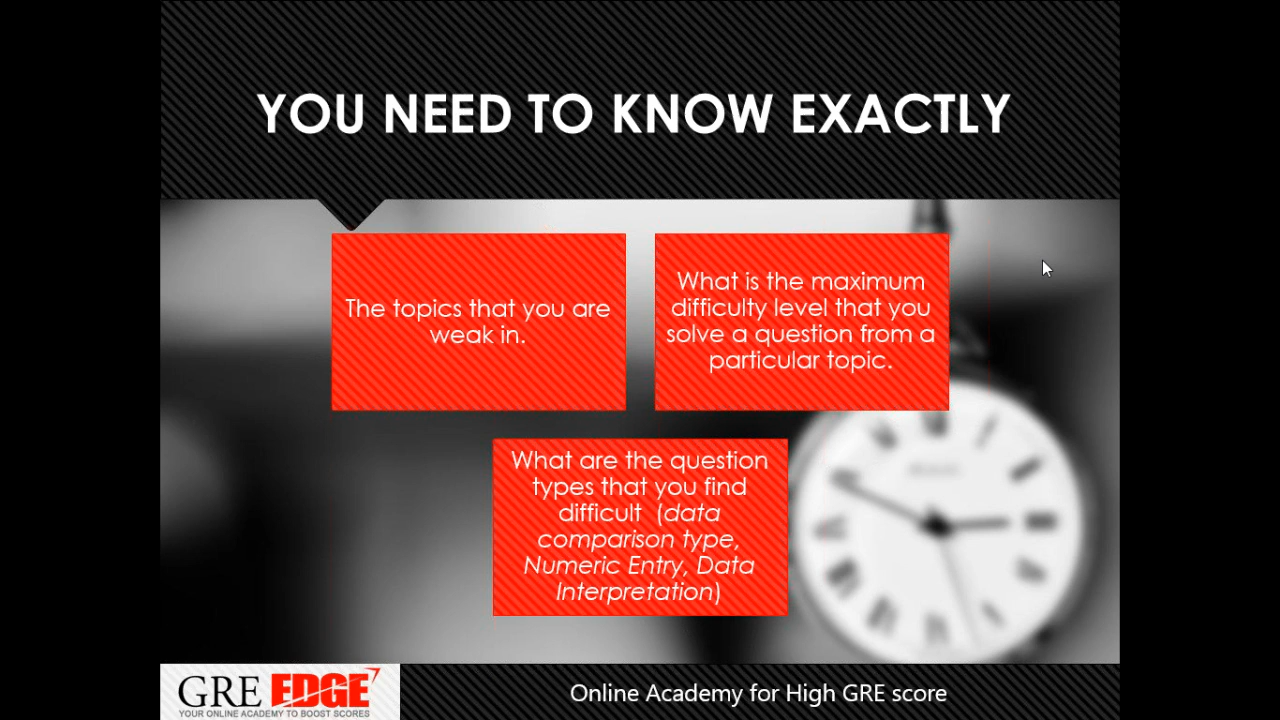 YOU NEED TO KNOW EXACTLY
The topics that you are
weak in.
What is the maximum
difficulty level that you
solve a question from a
particular topic.
What are the question
types that you find
difficult (data
comparison type,
Numeric Entry, Data
Interpretation)
GRE EDGE
YOUR ONLINE ACADEMY TO BOOST SCORES
Online Academy for High GRE score